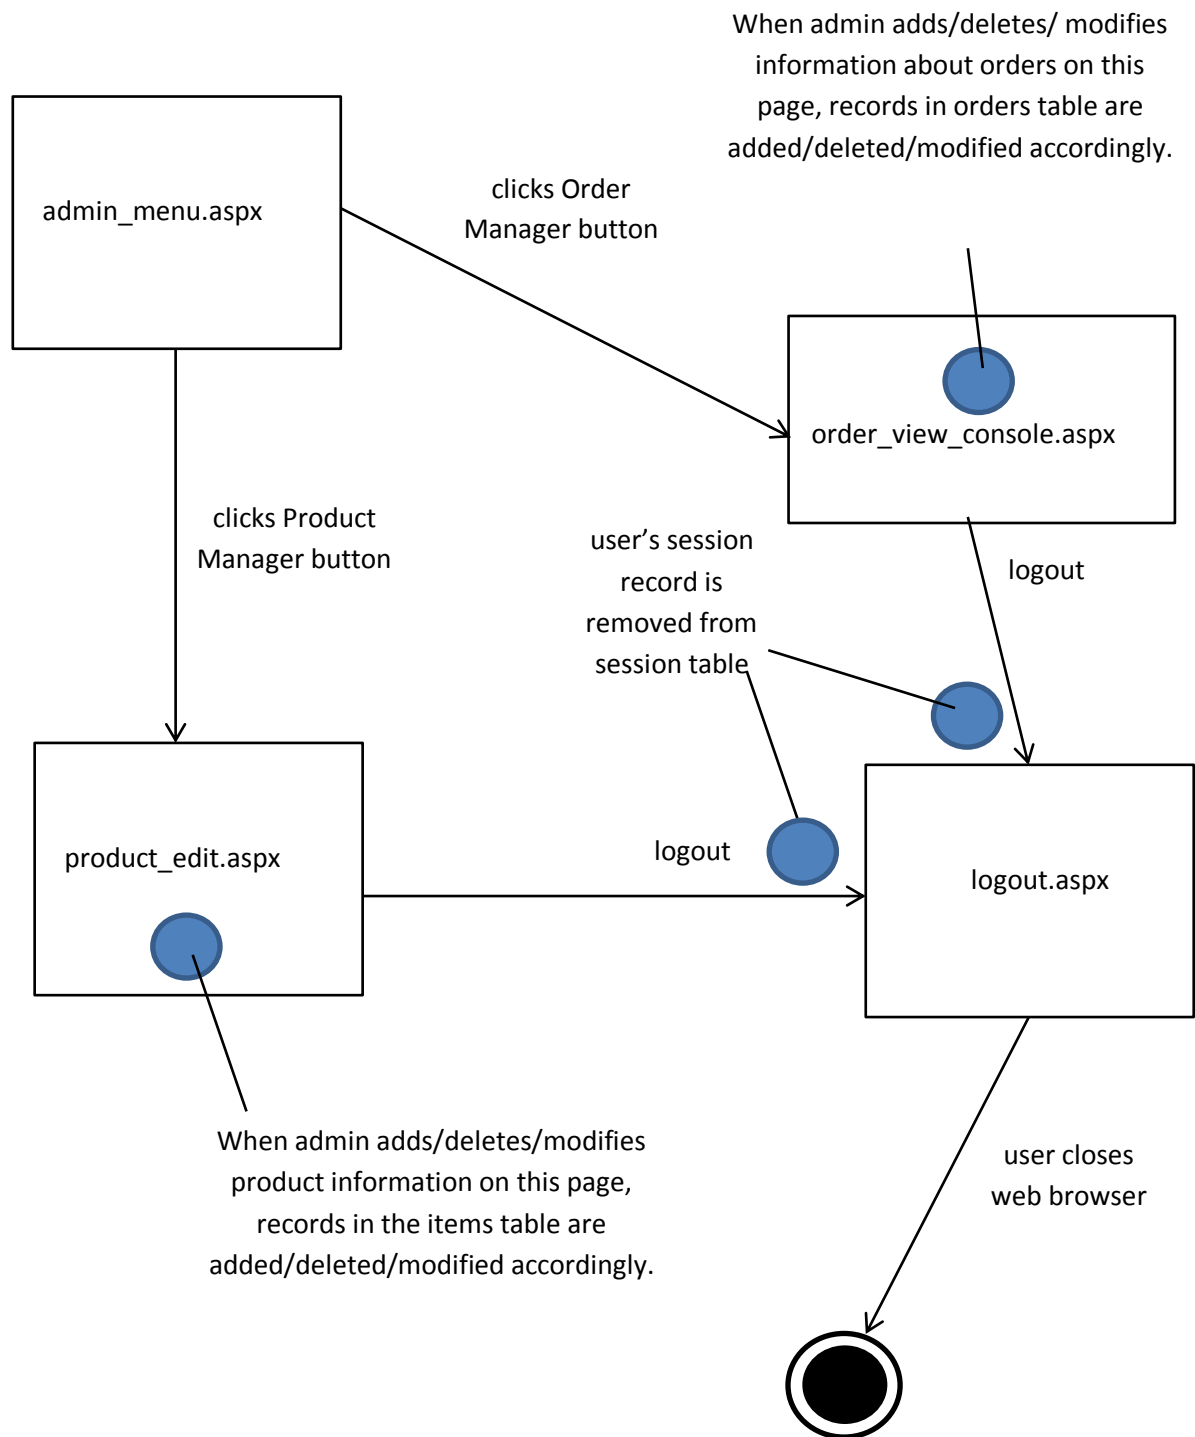 When admin adds/deletes/ modifies
information about orders on this
page, records in orders table are
added/deleted/modified accordingly.
admin_menu.aspx
clicks Order
Manager button
order_view_console.aspx
clicks Product
Manager button
user’s session
record is
removed from
session table
logout
product_edit.aspx
logout
logout.aspx
When admin adds/deletes/modifies
product information on this page,
records in the items table are
added/deleted/modified accordingly.
user closes
web browser